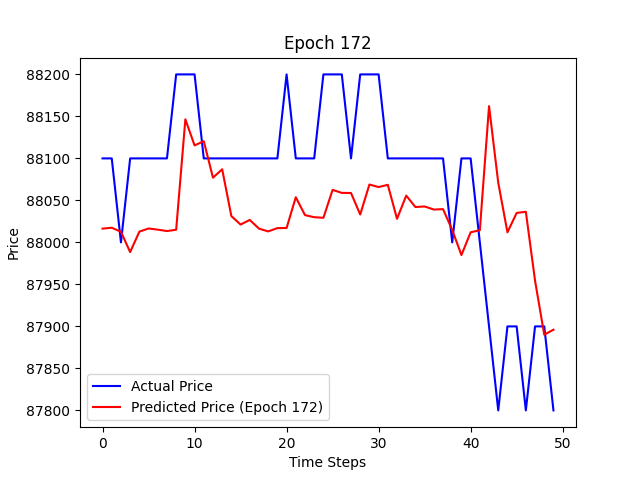 Epoch 172
88200
88150
88100
88050
88000
87950
87900
87850
87800
Price
0 10 20 30 40 50
Time Steps
Actual Price
Predicted Price (Epoch 172)